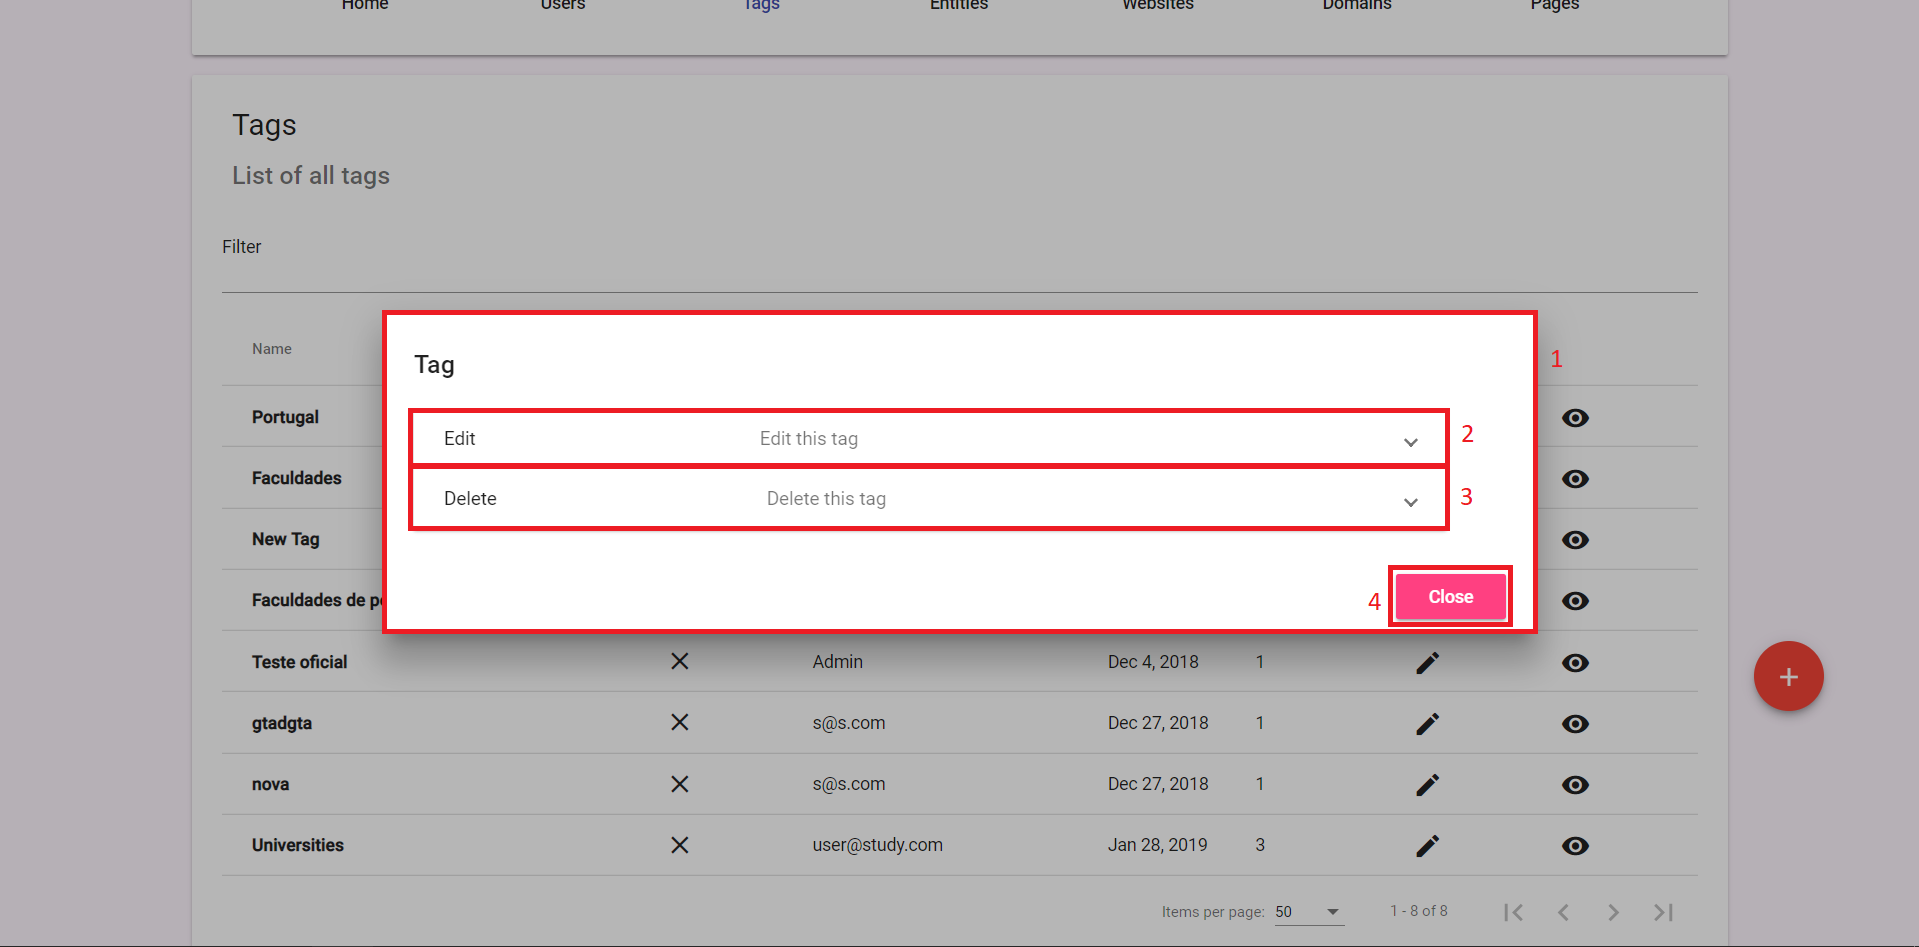 Home Users Tags Entities Websites Domains Pages
Tags
List of all tags
Filter
Name
1
Tag
Edit Edit this tag 2
Delete Delete this tag 3
4 Close
Portugal
Faculdades
New Tag
Faculdades de
Teste oficial Admin Dec 4, 2018 1
gtadgta s@s.com Dec 27, 2018 1
nova s@s.com Dec 27, 2018 1
Universities user@study.com Jan 28, 2019 3
Items per page: 50 1 - 8 of 8